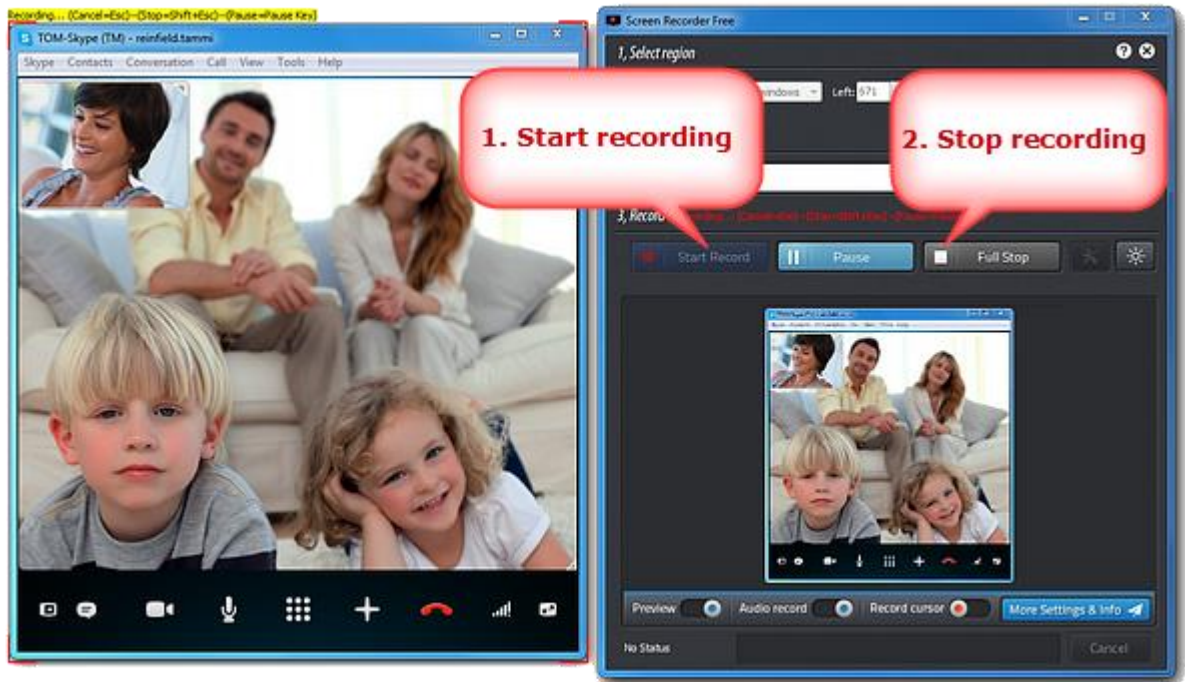 Recording... (Cancel=Esc)--(Stop=Shift+Esc)--(Pause=Pause Key)
TOM-Skype (TM) - reinfield.tammi
Skype Contacts Conversation Call View Tools Help
Screen Recorder Free
1, Select region
windows Left: 671
1. Start recording
2. Stop recording
3, Record
Start Record Pause Full Stop
Preview Audio record Record cursor More Settings & Info
No Status Cancel